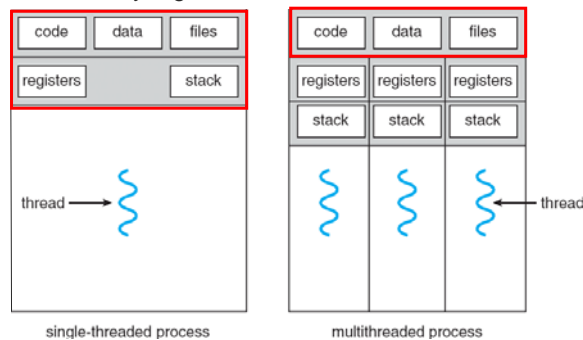 code data files
registers stack
thread
single-threaded process
code data files
registers registers registers
stack stack stack
thread
multithreaded process